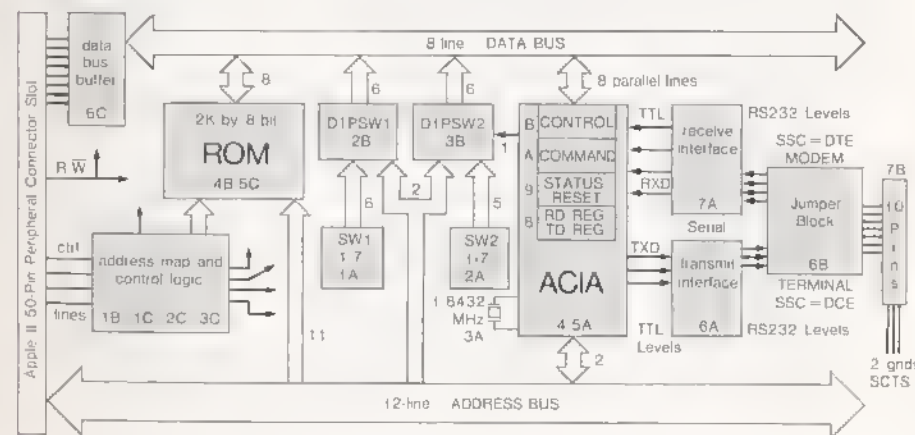 Apple II 50-Pin Peripheral Connector Slot
data
bus
buffer
6C
8 line DATA BUS
8
6
6
8 parallel lines
2K by 8 bit
ROM
4B 5C
DIPSW1
2B
DIPSW2
3B
1
2
6
5
SW1
1-7
1A
SW2
1-7
2A
B CONTROL
A COMMAND
9 STATUS
RESET
8 RD REG
TD REG
ACIA
4 5A
1 8432
MHz
3A
TTL
RXD
TXD
TTL
Levels
receive
interface
7A
Serial
transmit
interface
6A
RS232 Levels
SSC=DTE
MODEM
Jumper
Block
6B
TERMINAL
SSC=DCE
RS232 Levels
7B
10
Pins
2 gnds
SCTS
R W
ctrl
lines
address map and
control logic
1B 1C 2C 3C
11
2
12-line ADDRESS BUS